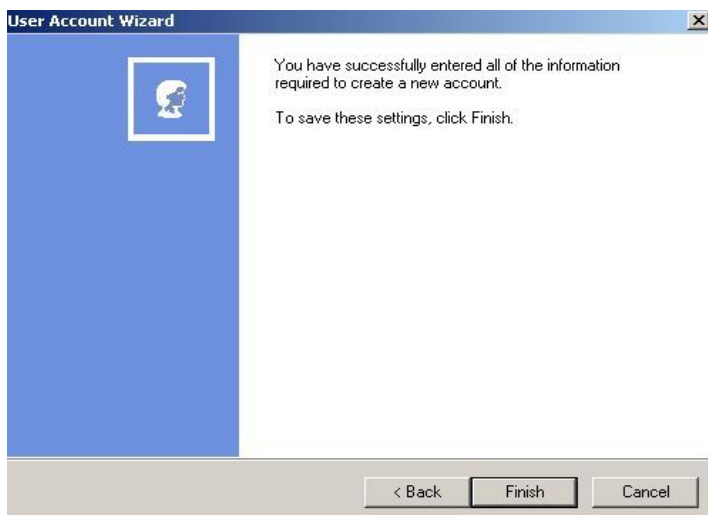 User Account Wizard
You have successfully entered all of the information
required to create a new account.
To save these settings, click Finish.
< Back
Finish
Cancel